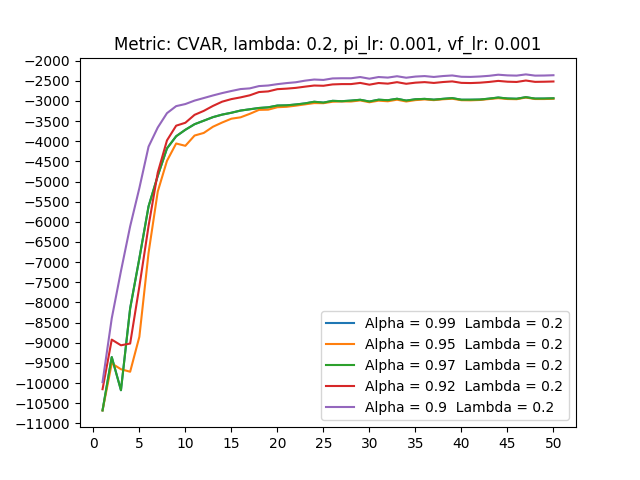 Metric: CVAR, lambda: 0.2, pi_lr: 0.001, vf_lr: 0.001
−2000
−2500
−3000
−3500
−4000
−4500
−5000
−5500
−6000
−6500
−7000
−7500
−8000
−8500
−9000
−9500
−10000
−10500
−11000
Alpha = 0.99  Lambda = 0.2
Alpha = 0.95  Lambda = 0.2
Alpha = 0.97  Lambda = 0.2
Alpha = 0.92  Lambda = 0.2
Alpha = 0.9  Lambda = 0.2
0 5 10 15 20 25 30 35 40 45 50